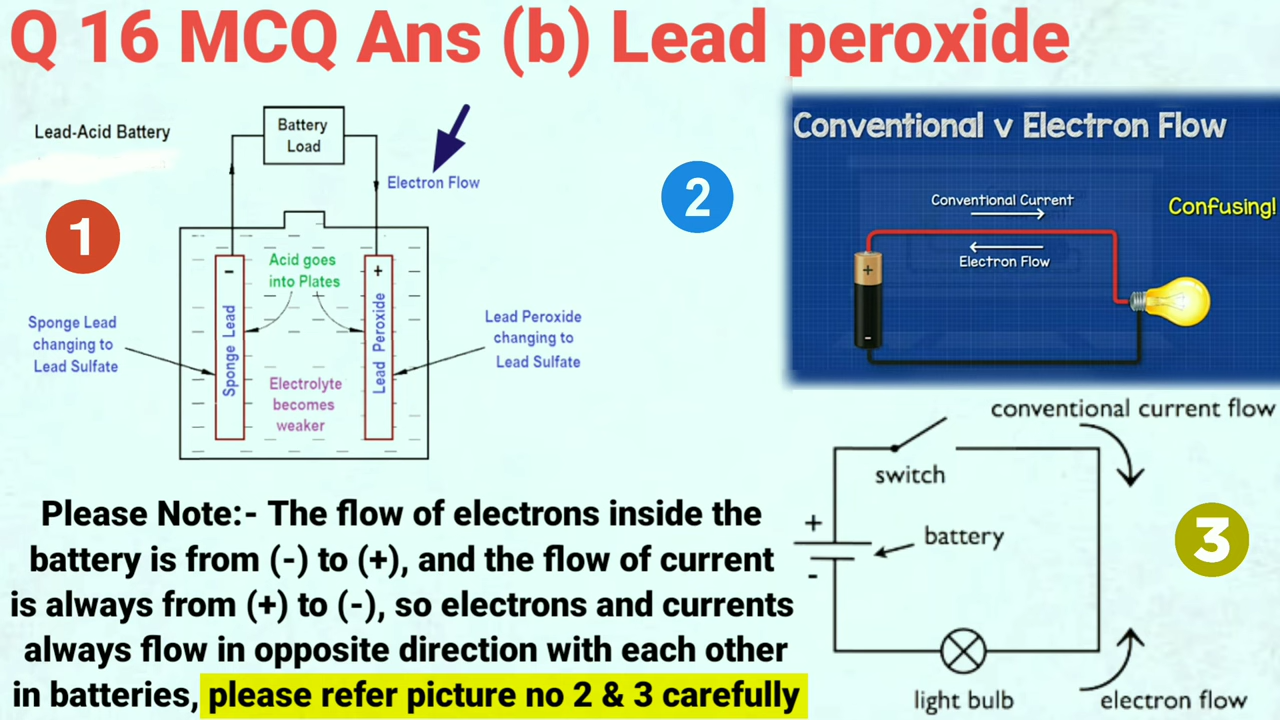 Q 16 MCQ Ans (b) Lead peroxide
Lead-Acid Battery
Battery
Load
Electron Flow
1
Acid goes
into Plates
-
+
Sponge Lead
Lead Peroxide
Sponge Lead
changing to
Lead Sulfate
Lead Peroxide
changing to
Lead Sulfate
Electrolyte
becomes
weaker
2
Conventional v Electron Flow
Conventional Current
Confusing!
Electron Flow
+
-
conventional current flow
switch
+
battery
-
3
light bulb
electron flow
Please Note:- The flow of electrons inside the
battery is from (-) to (+), and the flow of current
is always from (+) to (-), so electrons and currents
always flow in opposite direction with each other
in batteries, please refer picture no 2 & 3 carefully